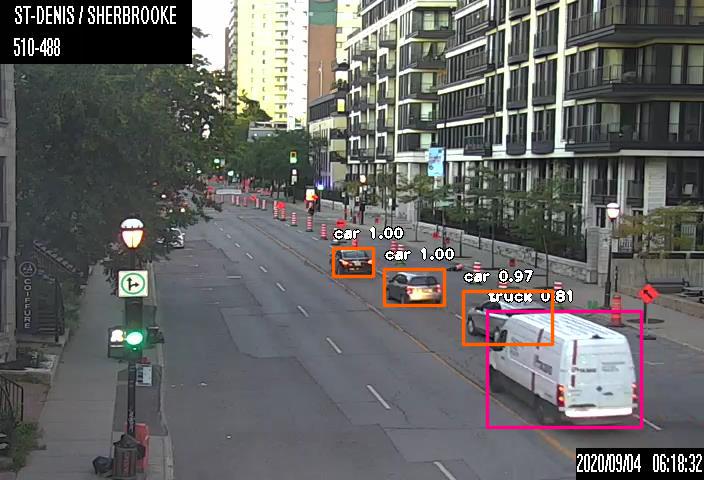 ST-DENIS / SHERBROOKE
510-488
car 1.00
car 1.00
car 0.97
truck 0.81
COIFFURE
2020/09/04 06:18:32